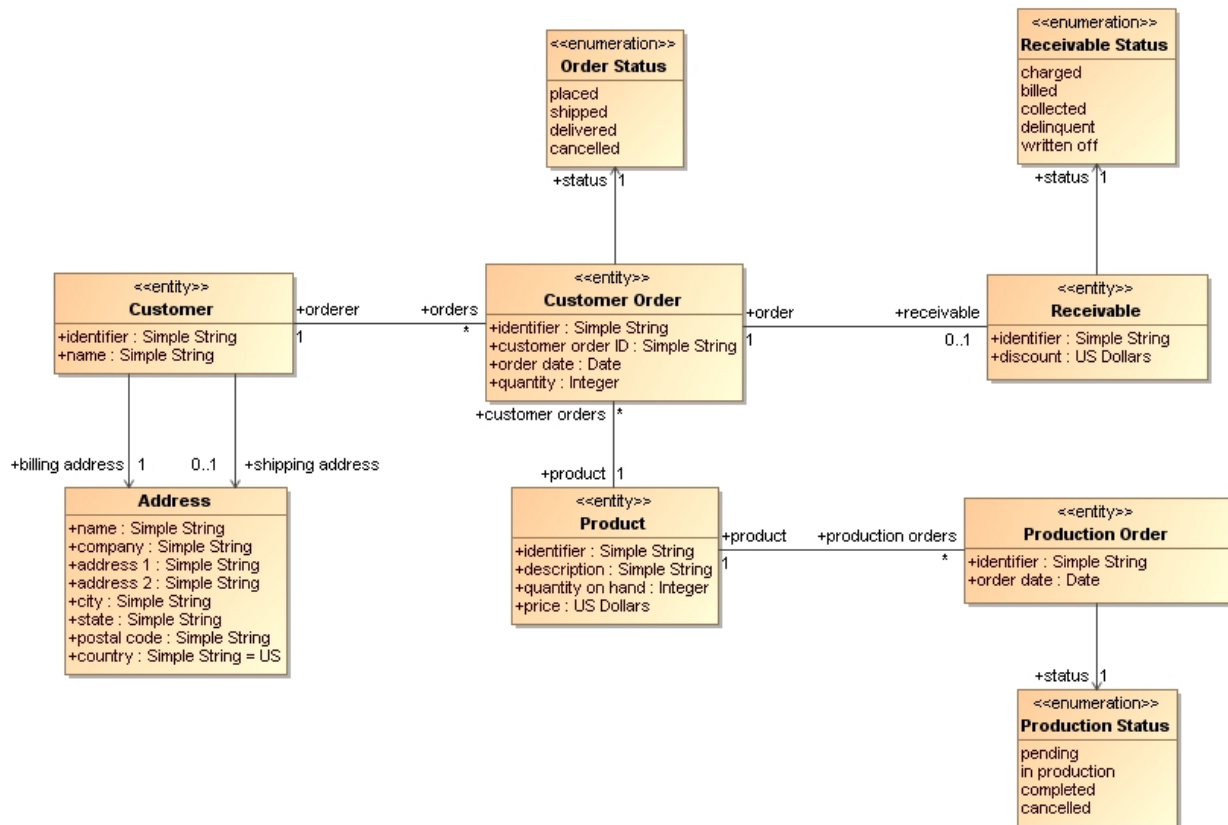 <<enumeration>>
Order Status
placed
shipped
delivered
cancelled
+status 1
<<enumeration>>
Receivable Status
charged
billed
collected
delinquent
written off
+status 1
<<entity>>
Customer
+identifier : Simple String
+name : Simple String
+orderer
1
+orders
*
<<entity>>
Customer Order
+identifier : Simple String
+customer order ID : Simple String
+order date : Date
+quantity : Integer
+order
1
+receivable
0..1
<<entity>>
Receivable
+identifier : Simple String
+discount : US Dollars
+customer orders *
+billing address 1
0..1 +shipping address
+product 1
Address
+name : Simple String
+company : Simple String
+address 1 : Simple String
+address 2 : Simple String
+city : Simple String
+state : Simple String
+postal code : Simple String
+country : Simple String = US
<<entity>>
Product
+identifier : Simple String
+description : Simple String
+quantity on hand : Integer
+price : US Dollars
+product
1
+production orders
*
<<entity>>
Production Order
+identifier : Simple String
+order date : Date
+status 1
<<enumeration>>
Production Status
pending
in production
completed
cancelled